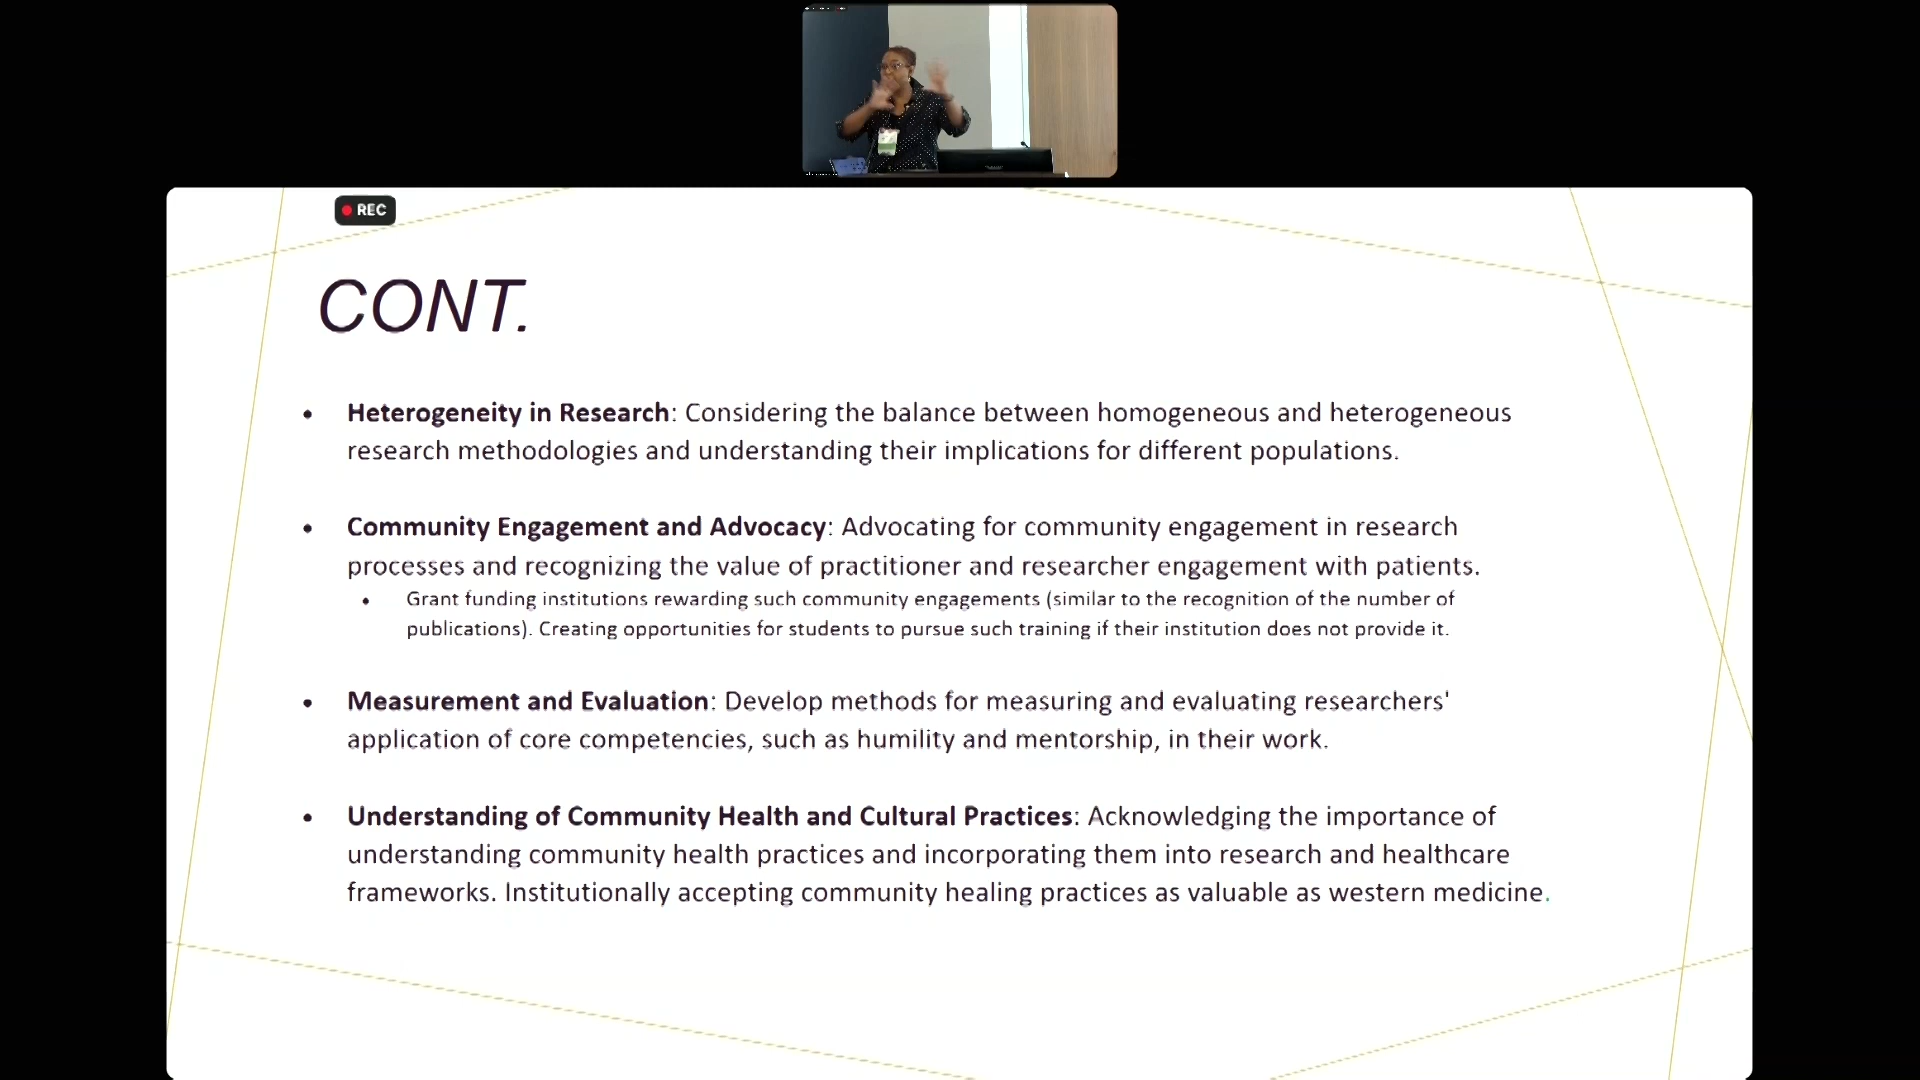 REC
CONT.
• Heterogeneity in Research: Considering the balance between homogeneous and heterogeneous
research methodologies and understanding their implications for different populations.
• Community Engagement and Advocacy: Advocating for community engagement in research
processes and recognizing the value of practitioner and researcher engagement with patients.
• Grant funding institutions rewarding such community engagements (similar to the recognition of the number of
publications). Creating opportunities for students to pursue such training if their institution does not provide it.
• Measurement and Evaluation: Develop methods for measuring and evaluating researchers'
application of core competencies, such as humility and mentorship, in their work.
• Understanding of Community Health and Cultural Practices: Acknowledging the importance of
understanding community health practices and incorporating them into research and healthcare
frameworks. Institutionally accepting community healing practices as valuable as western medicine.